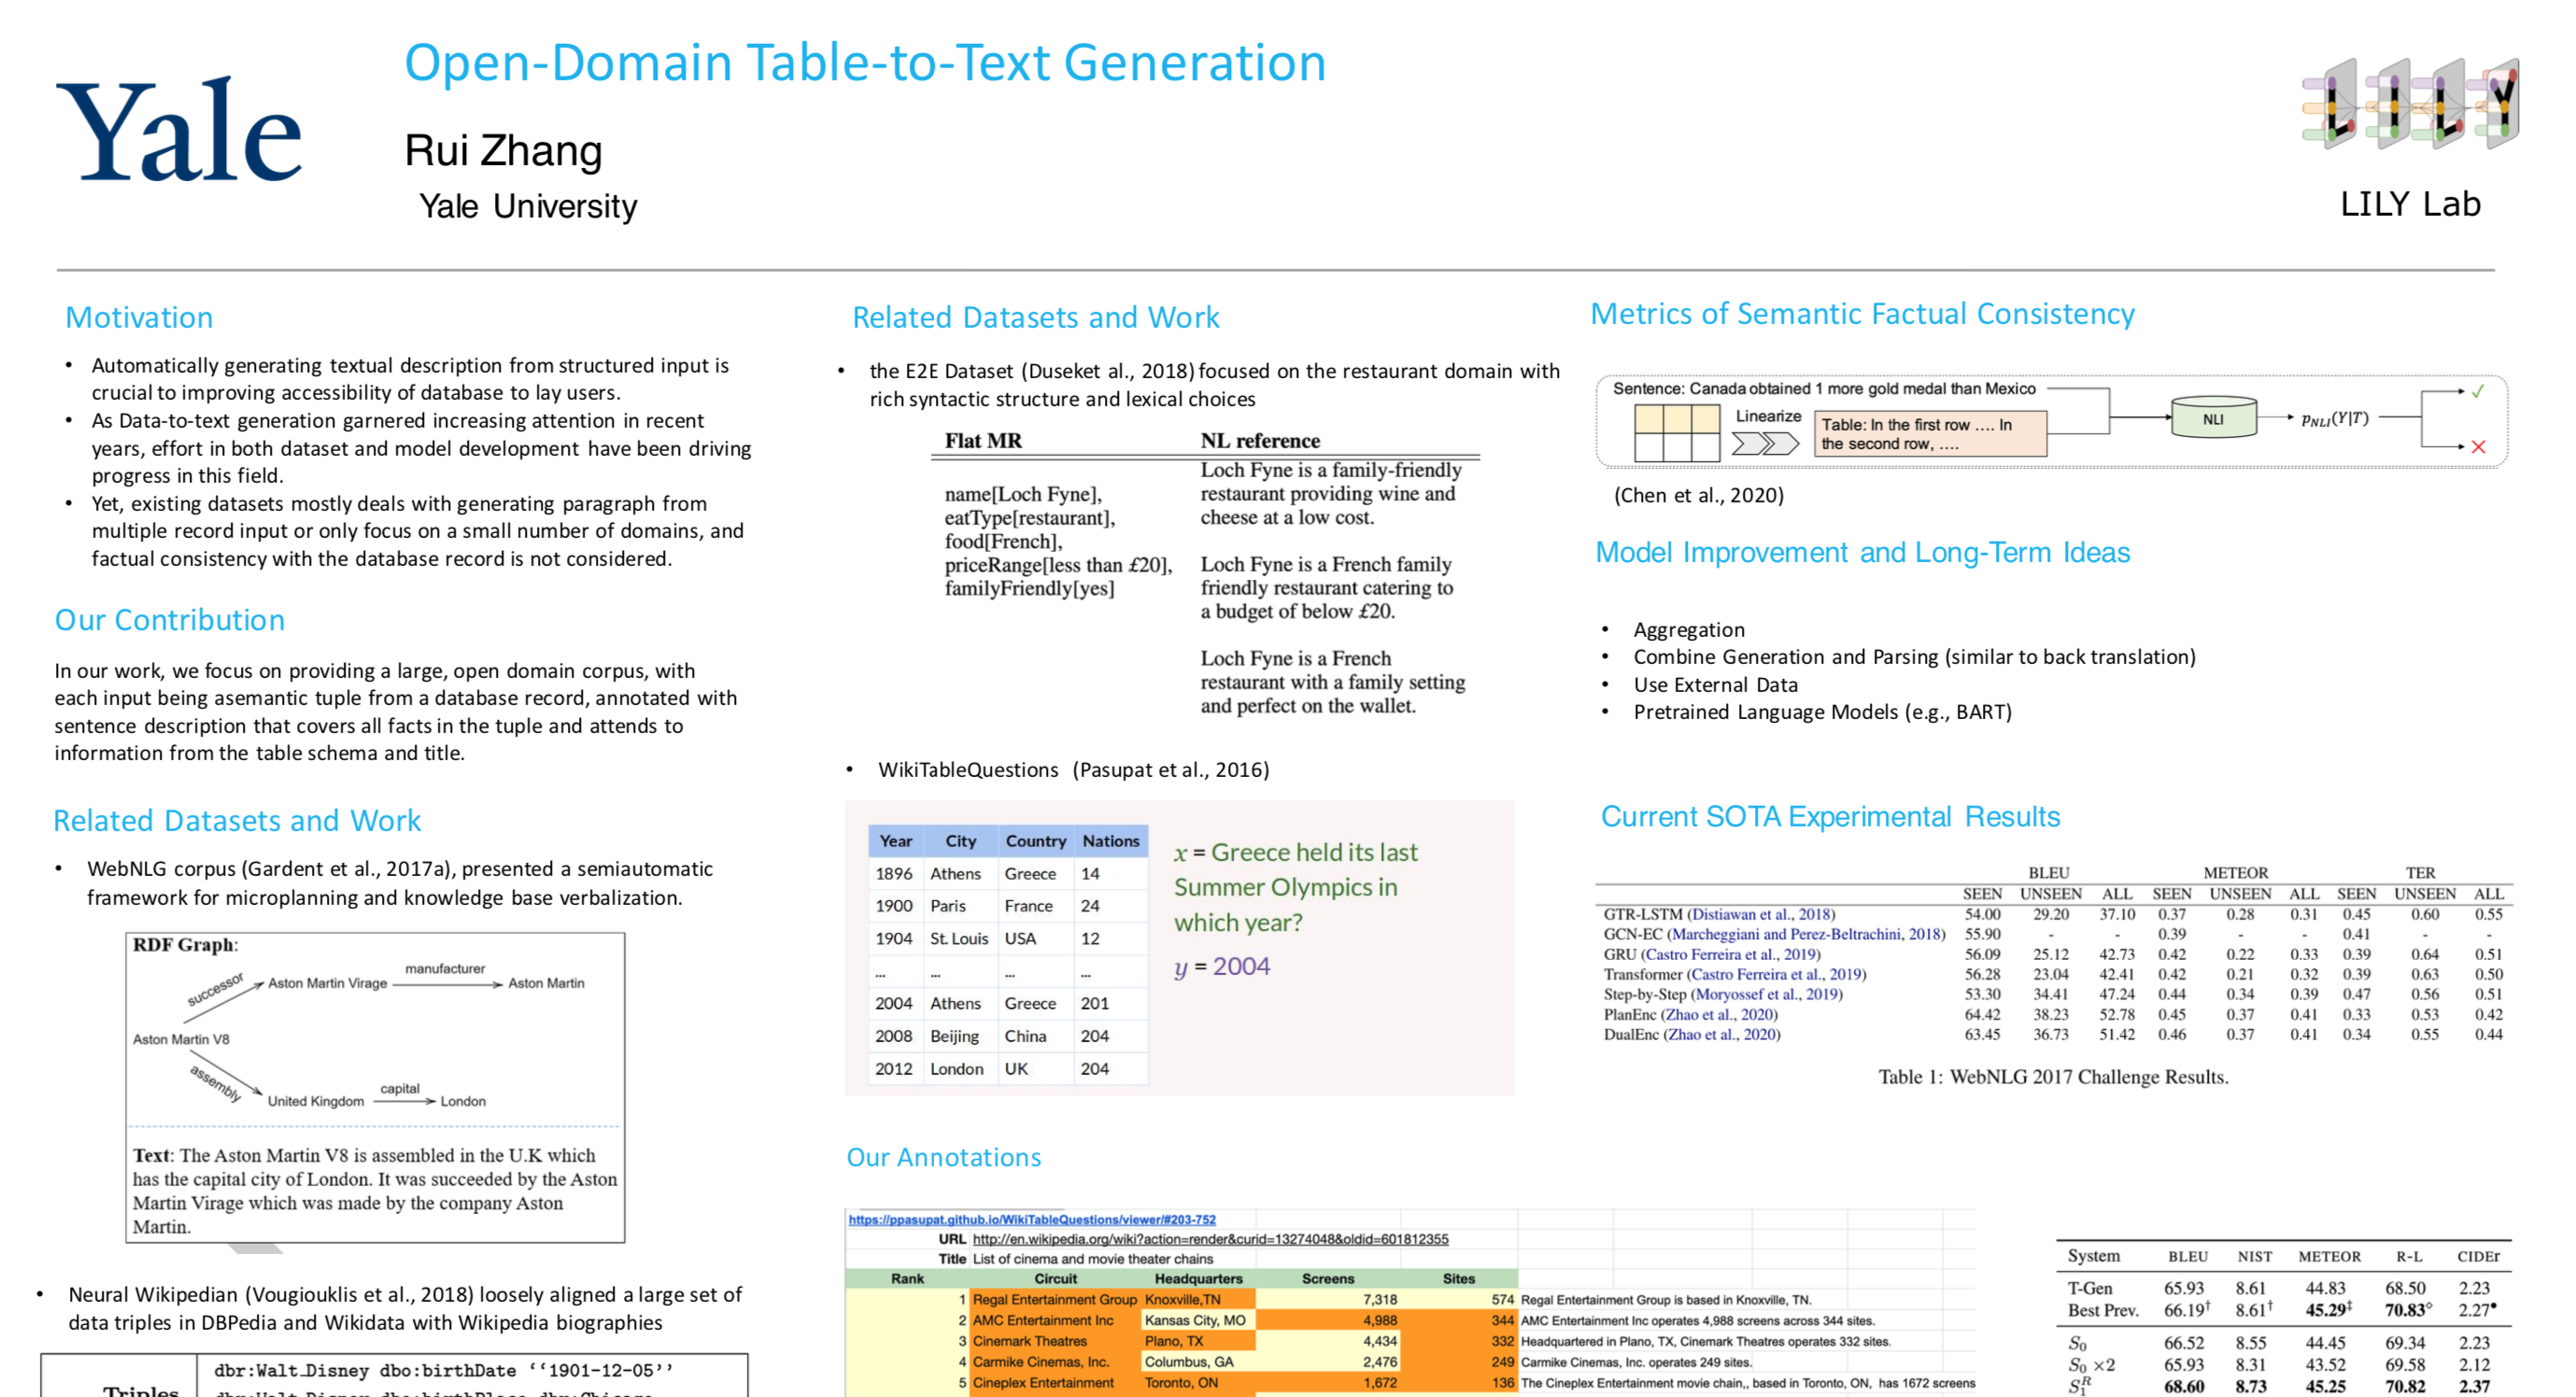 Yale
Open-Domain Table-to-Text Generation
Rui Zhang
Yale University
LILY
LILY Lab
Motivation
• Automatically generating textual description from structured input is
crucial to improving accessibility of database to lay users.
• As Data-to-text generation garnered increasing attention in recent
years, effort in both dataset and model development have been driving
progress in this field.
• Yet, existing datasets mostly deals with generating paragraph from
multiple record input or only focus on a small number of domains, and
factual consistency with the database record is not considered.
Our Contribution
In our work, we focus on providing a large, open domain corpus, with
each input being asemantic tuple from a database record, annotated with
sentence description that covers all facts in the tuple and attends to
information from the table schema and title.
Related Datasets and Work
• WebNLG corpus (Gardent et al., 2017a), presented a semiautomatic
framework for microplanning and knowledge base verbalization.
RDF Graph:
successor
Aston Martin Virage
manufacturer
Aston Martin
Aston Martin V8
assembly
United Kingdom
capital
London
Text: The Aston Martin V8 is assembled in the U.K which
has the capital city of London. It was succeeded by the Aston
Martin Virage which was made by the company Aston
Martin.
• Neural Wikipedian (Vougiouklis et al., 2018) loosely aligned a large set of
data triples in DBPedia and Wikidata with Wikipedia biographies
Triples
dbr:Walt_Disney dbo:birthDate ‘‘1901-12-05’’
Related Datasets and Work
• the E2E Dataset (Duseket al., 2018) focused on the restaurant domain with
rich syntactic structure and lexical choices
Flat MR NL reference
name[Loch Fyne],
eatType[restaurant],
food[French],
priceRange[less than £20],
familyFriendly[yes]
Loch Fyne is a family-friendly
restaurant providing wine and
cheese at a low cost.
Loch Fyne is a French family
friendly restaurant catering to
a budget of below £20.
Loch Fyne is a French
restaurant with a family setting
and perfect on the wallet.
• WikiTableQuestions (Pasupat et al., 2016)
Year City Country Nations
1896 Athens Greece 14
1900 Paris France 24
1904 St. Louis USA 12
... ... ... ...
2004 Athens Greece 201
2008 Beijing China 204
2012 London UK 204
x = Greece held its last
Summer Olympics in
which year?
y = 2004
Our Annotations
https://ppasupat.github.io/WikiTableQuestions/viewer/#203-752
URL http://en.wikipedia.org/wiki?action=render&curid=13274048&oldid=601812355
Title List of cinema and movie theater chains
Rank Circuit Headquarters Screens Sites
1 Regal Entertainment Group Knoxville,TN 7,318 574 Regal Entertainment Group is based in Knoxville, TN.
2 AMC Entertainment Inc Kansas City, MO 4,988 344 AMC Entertainment Inc operates 4,988 screens across 344 sites.
3 Cinemark Theatres Plano, TX 4,434 332 Headquartered in Plano, TX, Cinemark Theatres operates 332 sites.
4 Carmike Cinemas, Inc. Columbus, GA 2,476 249 Carmike Cinemas, Inc. operates 249 sites.
5 Cineplex Entertainment Toronto, ON 1,672 136 The Cineplex Entertainment movie chain,, based in Toronto, ON, has 1672 screens
Metrics of Semantic Factual Consistency
Sentence: Canada obtained 1 more gold medal than Mexico
Linearize
Table: In the first row .... In
the second row, ....
NLI
pNLI(Y|T)
(Chen et al., 2020)
Model Improvement and Long-Term Ideas
• Aggregation
• Combine Generation and Parsing (similar to back translation)
• Use External Data
• Pretrained Language Models (e.g., BART)
Current SOTA Experimental Results
BLEU METEOR TER
SEEN UNSEEN ALL SEEN UNSEEN ALL SEEN UNSEEN ALL
GTR-LSTM (Distiawan et al., 2018) 54.00 29.20 37.10 0.37 0.28 0.31 0.45 0.60 0.55
GCN-EC (Marcheggiani and Perez-Beltrachini, 2018) 55.90 - - 0.39 - - 0.41 - -
GRU (Castro Ferreira et al., 2019) 56.09 25.12 42.73 0.42 0.22 0.33 0.39 0.64 0.51
Transformer (Castro Ferreira et al., 2019) 56.28 23.04 42.41 0.42 0.21 0.32 0.39 0.63 0.50
Step-by-Step (Moryossef et al., 2019) 53.30 34.41 47.24 0.44 0.34 0.39 0.47 0.56 0.51
PlanEnc (Zhao et al., 2020) 64.42 38.23 52.78 0.45 0.37 0.41 0.33 0.53 0.42
DualEnc (Zhao et al., 2020) 63.45 36.73 51.42 0.46 0.37 0.41 0.34 0.55 0.44
Table 1: WebNLG 2017 Challenge Results.
System BLEU NIST METEOR R-L CIDEr
T-Gen 65.93 8.61 44.83 68.50 2.23
Best Prev. 66.19† 8.61† 45.29‡ 70.83⋄ 2.27•
S0 66.52 8.55 44.45 69.34 2.23
S0 ×2 65.93 8.31 43.52 69.58 2.12
S1R 68.60 8.73 45.25 70.82 2.37